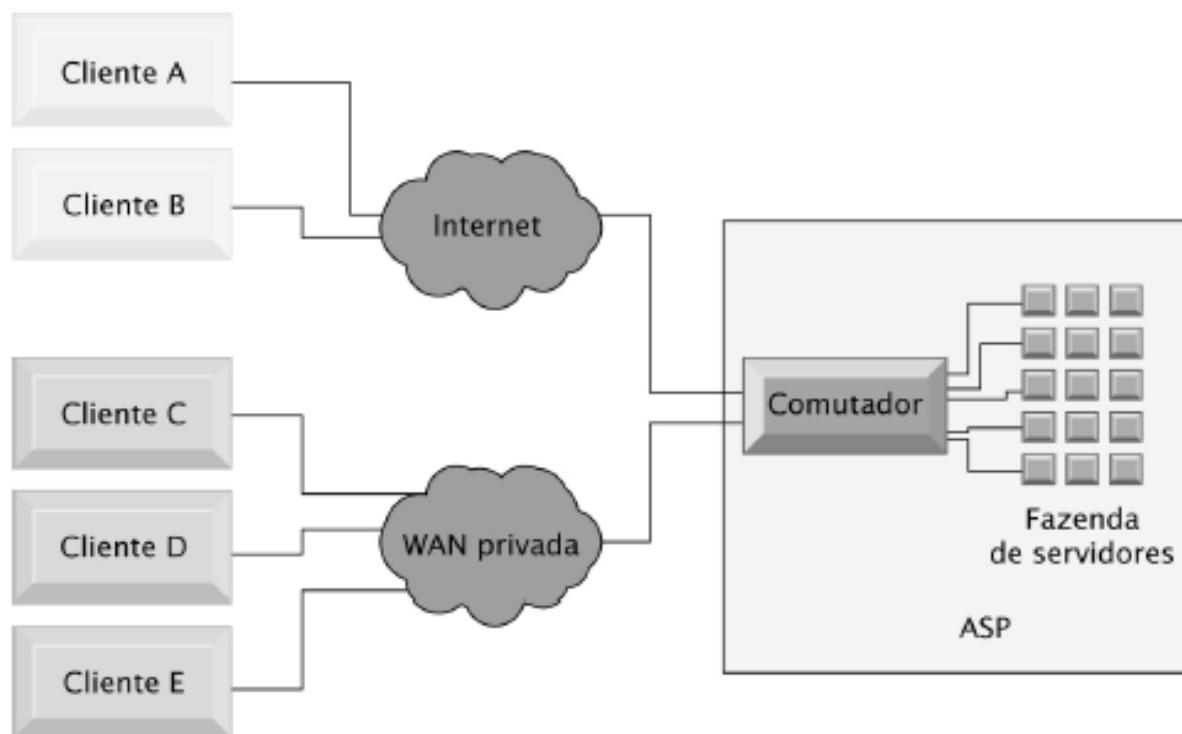 Cliente A
Cliente B
Internet
Cliente C
Comutador
Cliente D
WAN privada
Fazenda
de servidores
ASP
Cliente E